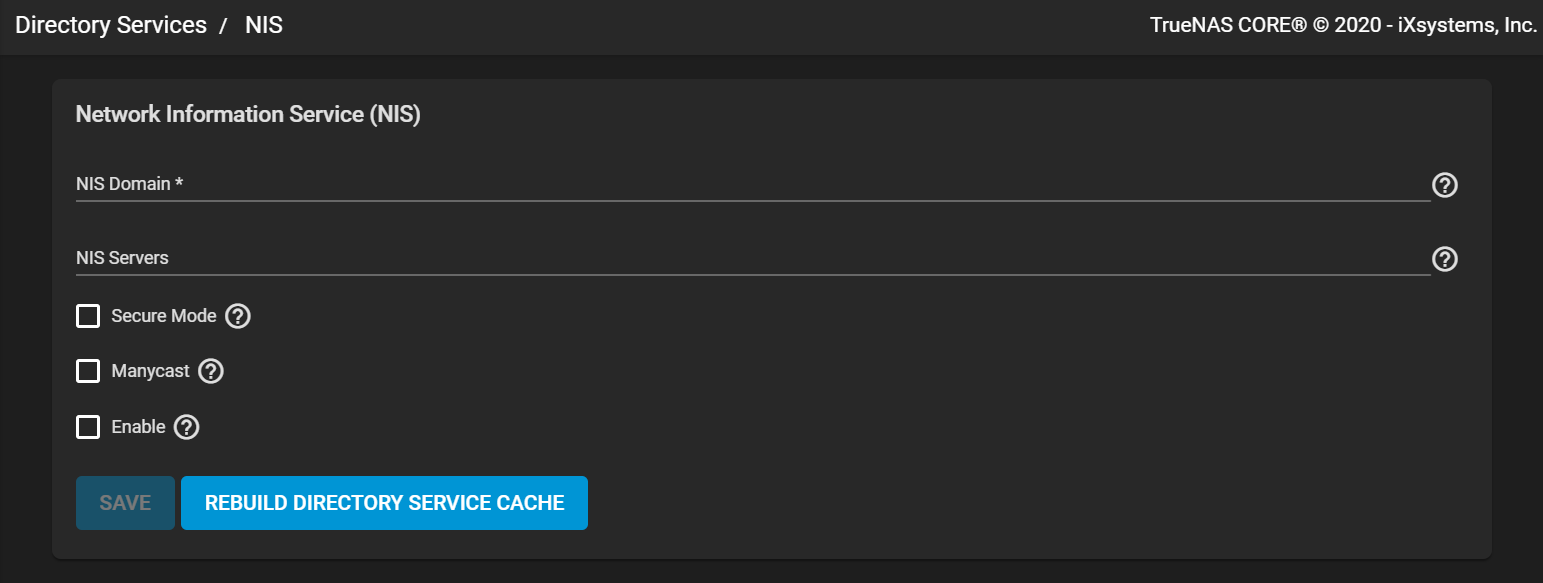 Directory Services / NIS
TrueNAS CORE® © 2020 - iXsystems, Inc.
Network Information Service (NIS)
NIS Domain *
NIS Servers
Secure Mode
Manycast
Enable
SAVE
REBUILD DIRECTORY SERVICE CACHE